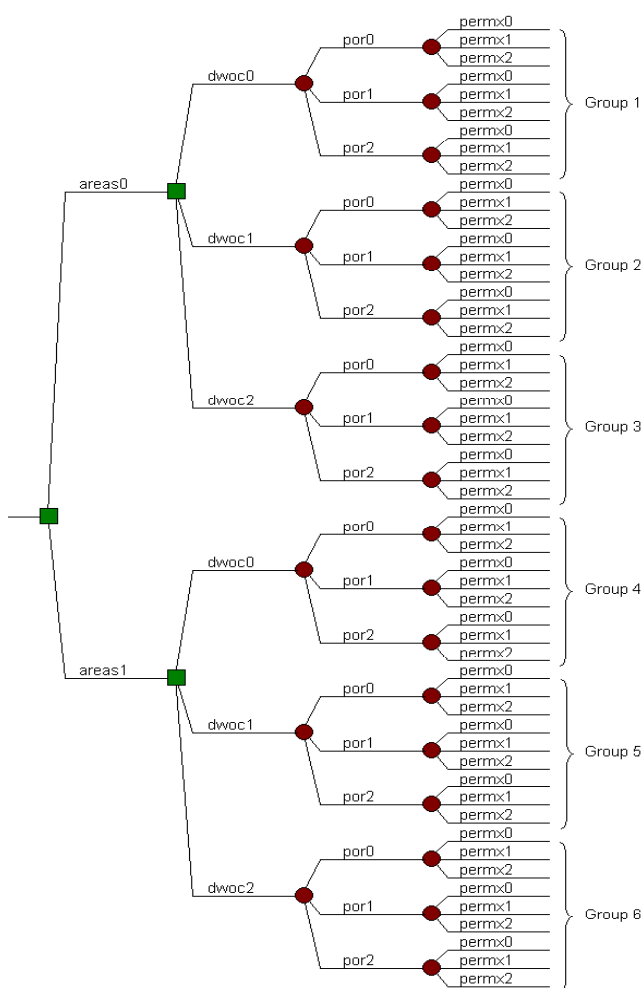 permx0
por0
permx1
permx2
permx0
dwoc0
por1
permx1
Group 1
permx2
permx0
por2
permx1
permx2
areas0
permx0
por0
permx1
permx2
dwoc1
permx0
por1
permx1
Group 2
permx2
permx0
por2
permx1
permx2
permx0
por0
permx1
permx2
dwoc2
permx0
por1
permx1
Group 3
permx2
permx0
por2
permx1
permx2
permx0
por0
permx1
permx2
dwoc0
permx0
por1
permx1
Group 4
permx2
permx0
por2
permx1
permx2
areas1
permx0
por0
permx1
permx2
dwoc1
permx0
por1
permx1
Group 5
permx2
permx0
por2
permx1
permx2
permx0
por0
permx1
permx2
dwoc2
permx0
por1
permx1
Group 6
permx2
permx0
por2
permx1
permx2